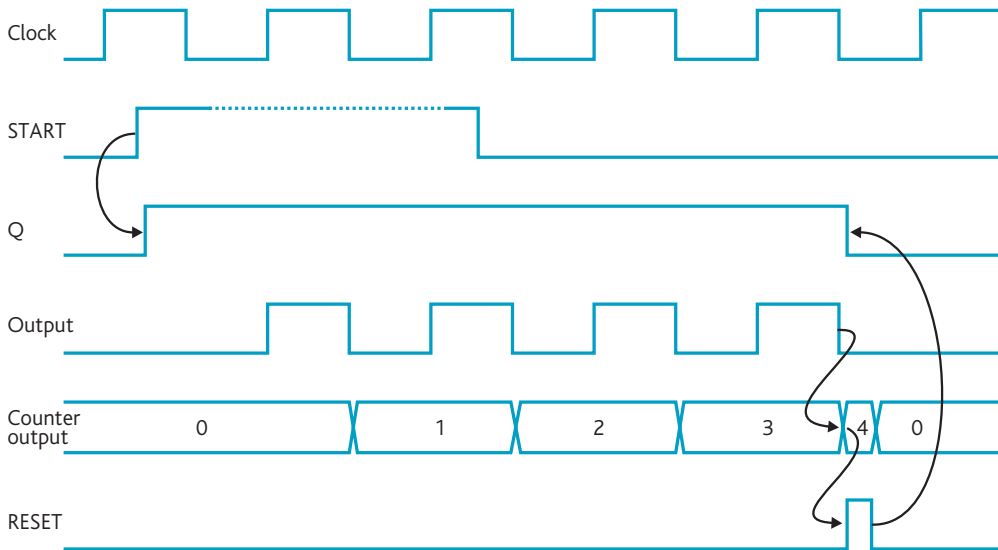 Clock
START
Q
Output
Counter
output
0 1 2 3 4 0
RESET